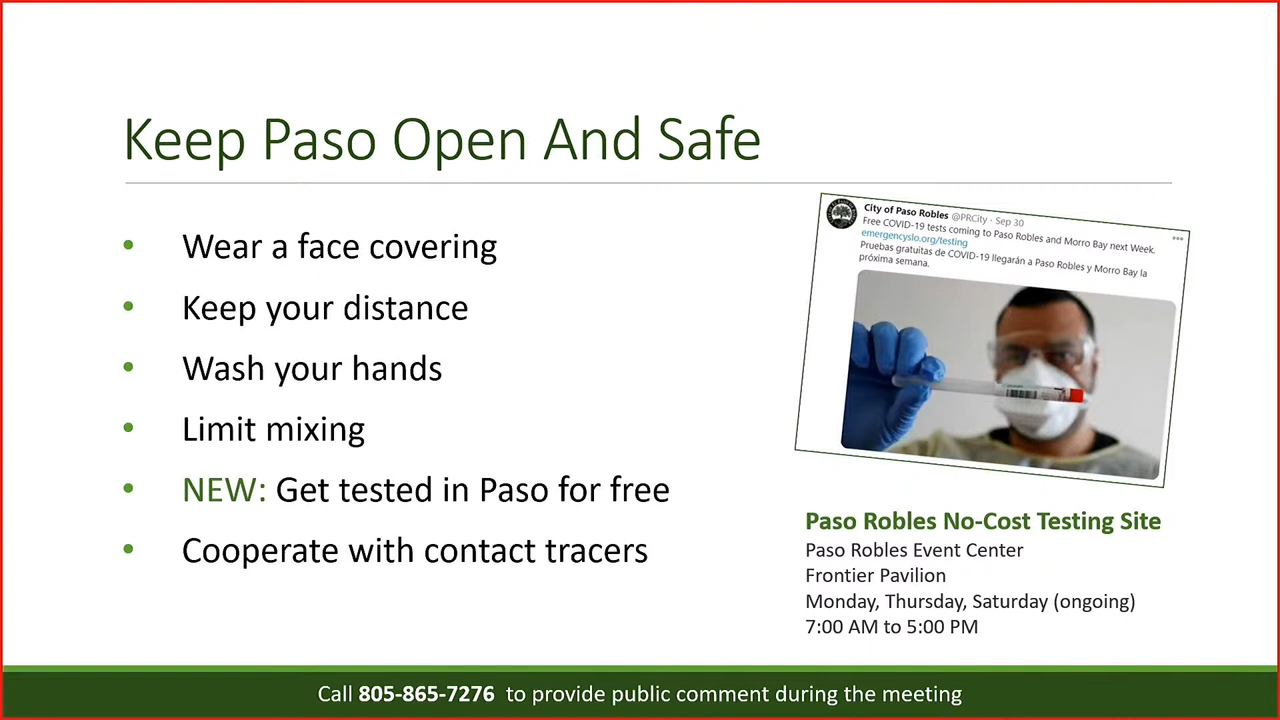 Keep Paso Open And Safe
• Wear a face covering
• Keep your distance
• Wash your hands
• Limit mixing
• NEW: Get tested in Paso for free
• Cooperate with contact tracers
City of Paso Robles @PRCity · Sep 30
Free COVID-19 tests coming to Paso Robles and Morro Bay next Week.
emergencyslo.org/testing
Pruebas gratuitas de COVID-19 llegarán a Paso Robles y Morro Bay la
próxima semana.
Paso Robles No-Cost Testing Site
Paso Robles Event Center
Frontier Pavilion
Monday, Thursday, Saturday (ongoing)
7:00 AM to 5:00 PM
Call 805-865-7276 to provide public comment during the meeting